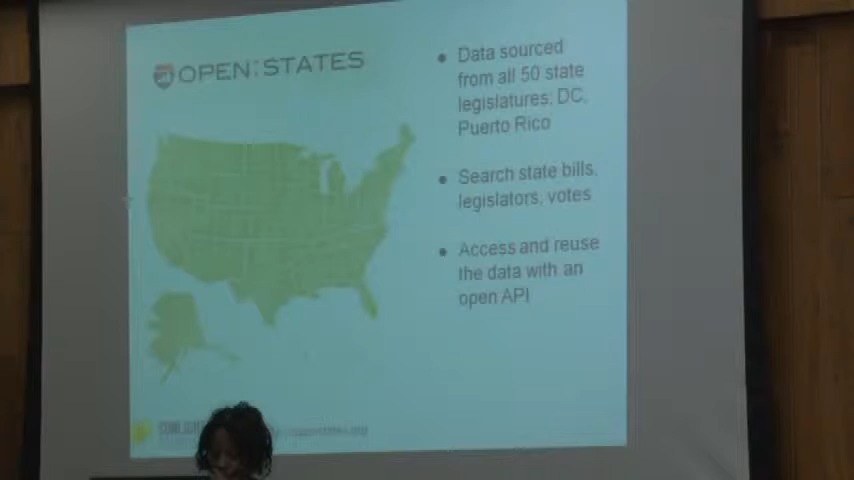 OPEN:STATES
Data sourced
from all 50 state
legislatures; DC,
Puerto Rico
Search state bills,
legislators, votes
Access and reuse
the data with an
open API